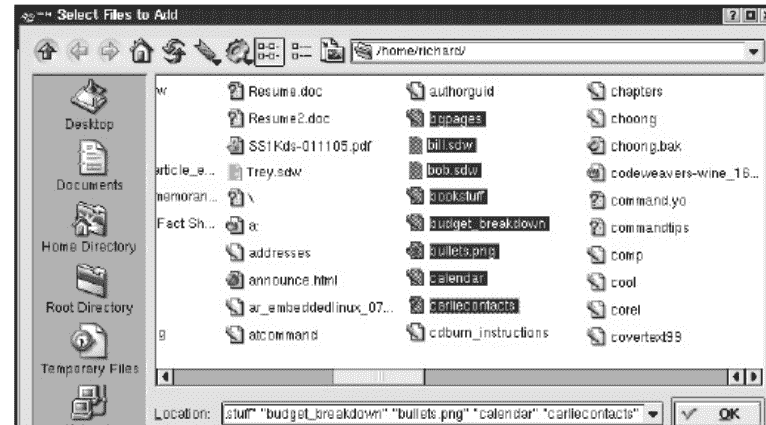 Select Files to Add
/home/richard/
Desktop
Documents
Home Directory
Root Directory
Temporary Files
w
article_e...
memoran...
Fact Sh...
g
Resume.doc
Resume2.doc
SS1Kds-011105.pdf
Trey.sdw
\
a:
addresses
announce.html
ar_embeddedlinux_07...
atcommand
authorguid
bgpages
bill.sdw
bob.sdw
bookstuff
budget_breakdown
bullets.png
calendar
carliecontacts
cdburn_instructions
chapters
choong
choong.bak
codeweavers-wine_16...
command.yo
commandtips
comp
cool
corel
covertext99
Location: .stuff" "budget_breakdown" "bullets.png" "calendar" "carliecontacts" OK